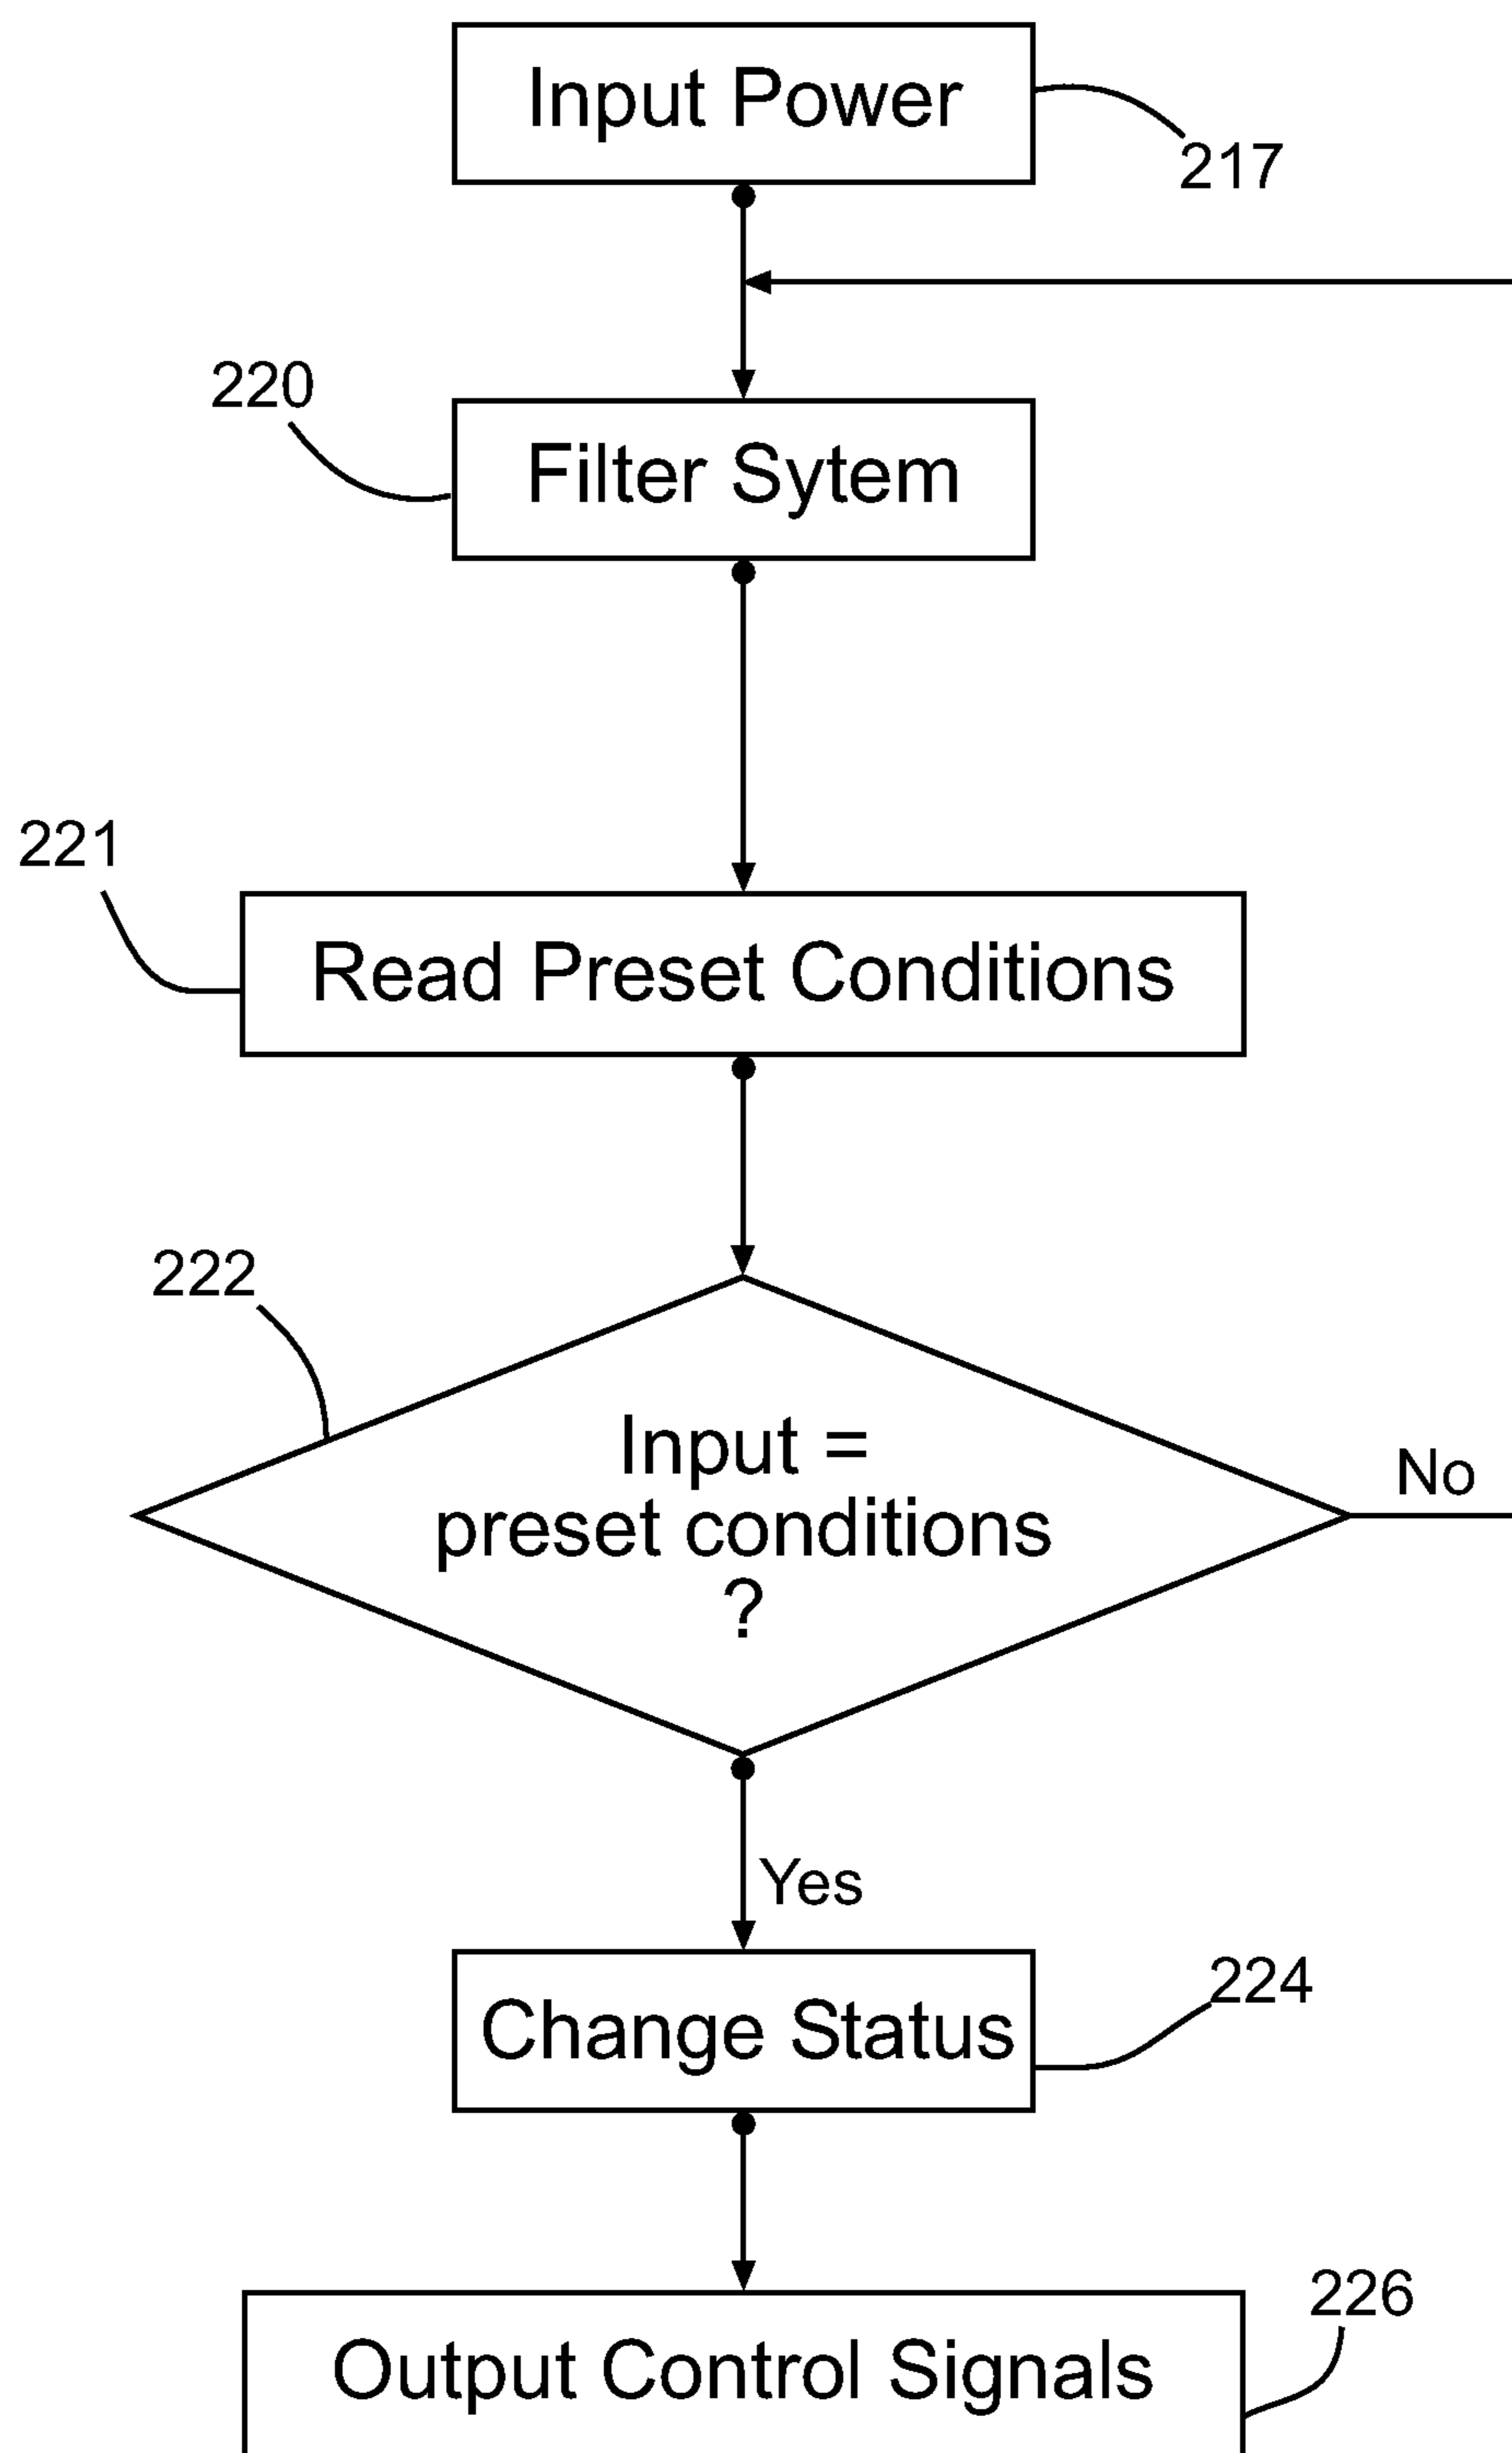 Input Power
217
220
Filter Sytem
221
Read Preset Conditions
222
Input =
preset conditions
?
No
Yes
Change Status
224
226
Output Control Signals